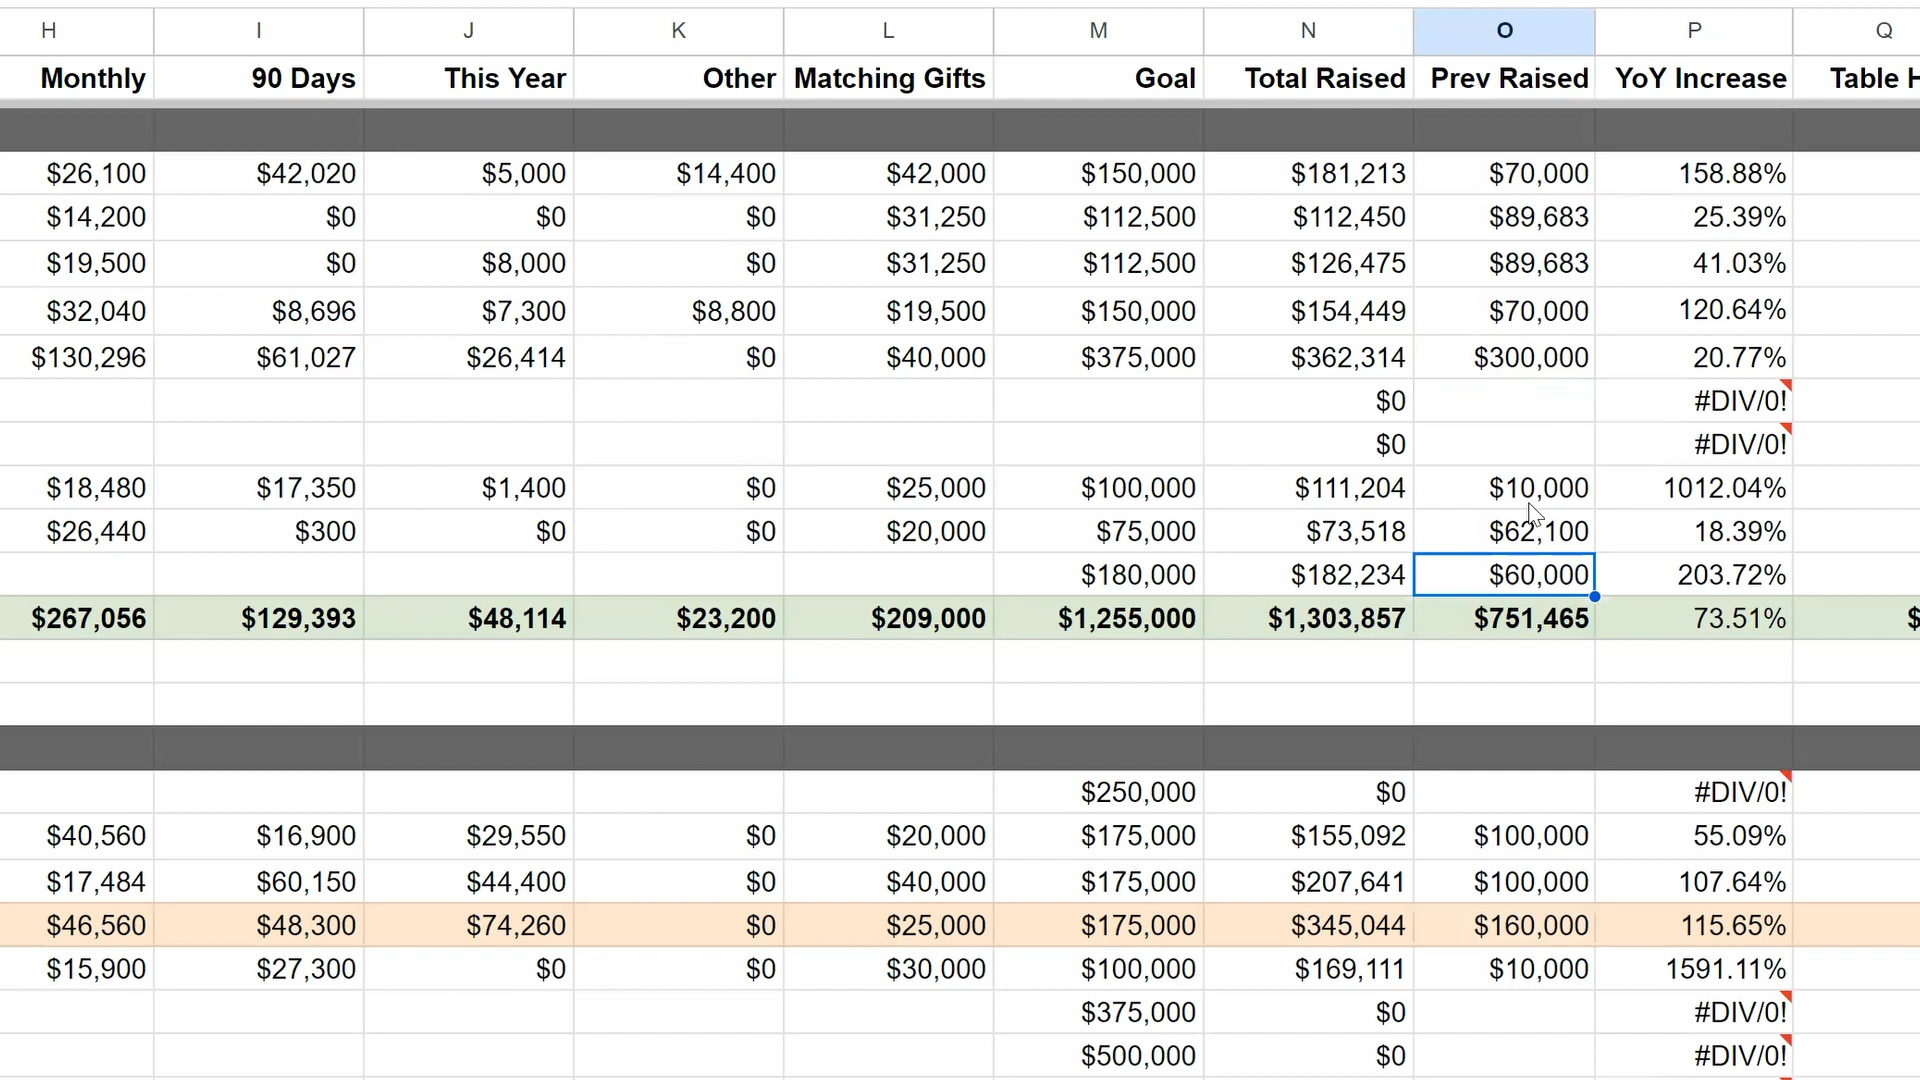 H I J K L M N O P Q
Monthly 90 Days This Year Other Matching Gifts Goal Total Raised Prev Raised YoY Increase Table H
$26,100 $42,020 $5,000 $14,400 $42,000 $150,000 $181,213 $70,000 158.88%
$14,200 $0 $0 $0 $31,250 $112,500 $112,450 $89,683 25.39%
$19,500 $0 $8,000 $0 $31,250 $112,500 $126,475 $89,683 41.03%
$32,040 $8,696 $7,300 $8,800 $19,500 $150,000 $154,449 $70,000 120.64%
$130,296 $61,027 $26,414 $0 $40,000 $375,000 $362,314 $300,000 20.77%
$0 #DIV/0!
$0 #DIV/0!
$18,480 $17,350 $1,400 $0 $25,000 $100,000 $111,204 $10,000 1012.04%
$26,440 $300 $0 $0 $20,000 $75,000 $73,518 $62,100 18.39%
$180,000 $182,234 $60,000 203.72%
$267,056 $129,393 $48,114 $23,200 $209,000 $1,255,000 $1,303,857 $751,465 73.51% $
$250,000 $0 #DIV/0!
$40,560 $16,900 $29,550 $0 $20,000 $175,000 $155,092 $100,000 55.09%
$17,484 $60,150 $44,400 $0 $40,000 $175,000 $207,641 $100,000 107.64%
$46,560 $48,300 $74,260 $0 $25,000 $175,000 $345,044 $160,000 115.65%
$15,900 $27,300 $0 $0 $30,000 $100,000 $169,111 $10,000 1591.11%
$375,000 $0 #DIV/0!
$500,000 $0 #DIV/0!